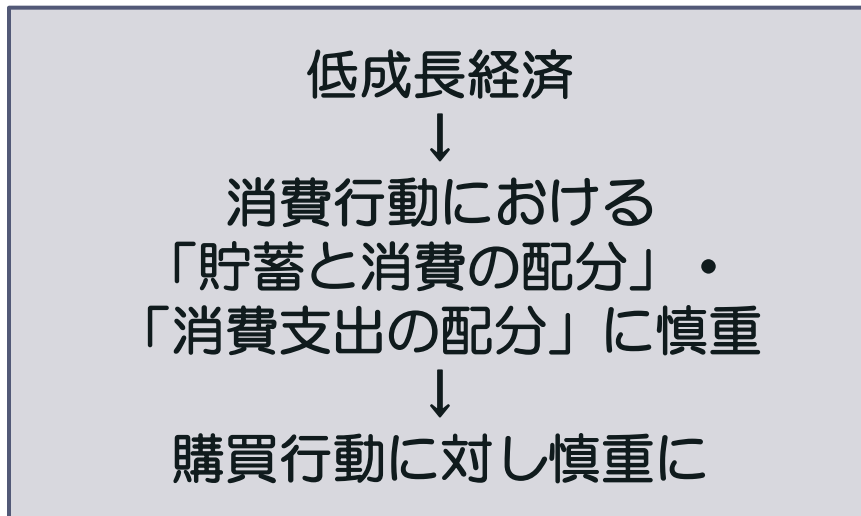 低成長経済
↓
消費行動における
「貯蓄と消費の配分」・
「消費支出の配分」に慎重
↓
購買行動に対し慎重に